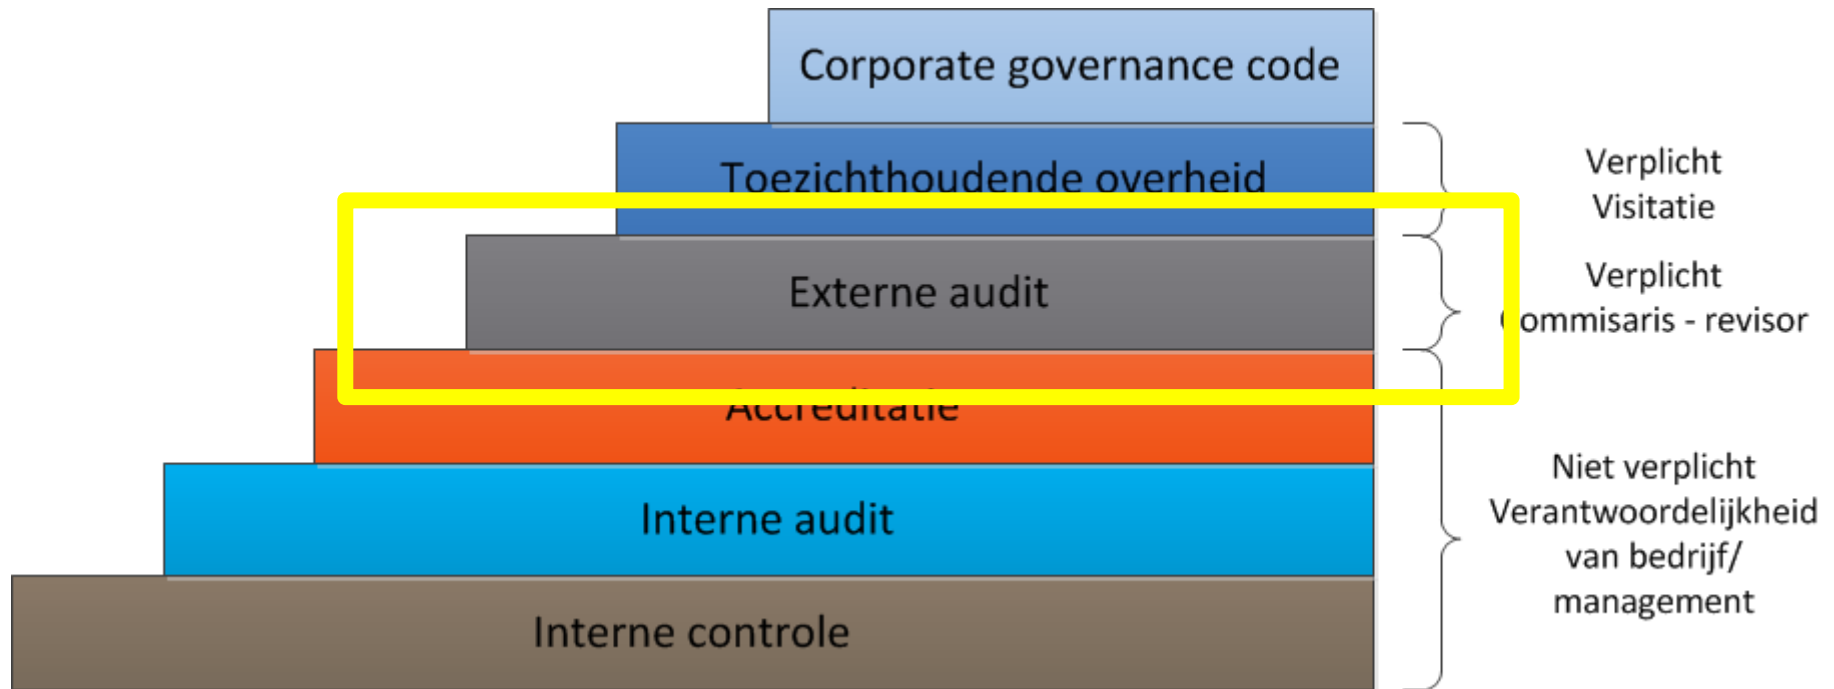 Corporate governance code
Toezichthoudende overheid
Verplicht
Visitatie
Externe audit
Verplicht
Commisaris - revisor
Accreditatie
Interne audit
Niet verplicht
Verantwoordelijkheid
van bedrijf/
management
Interne controle